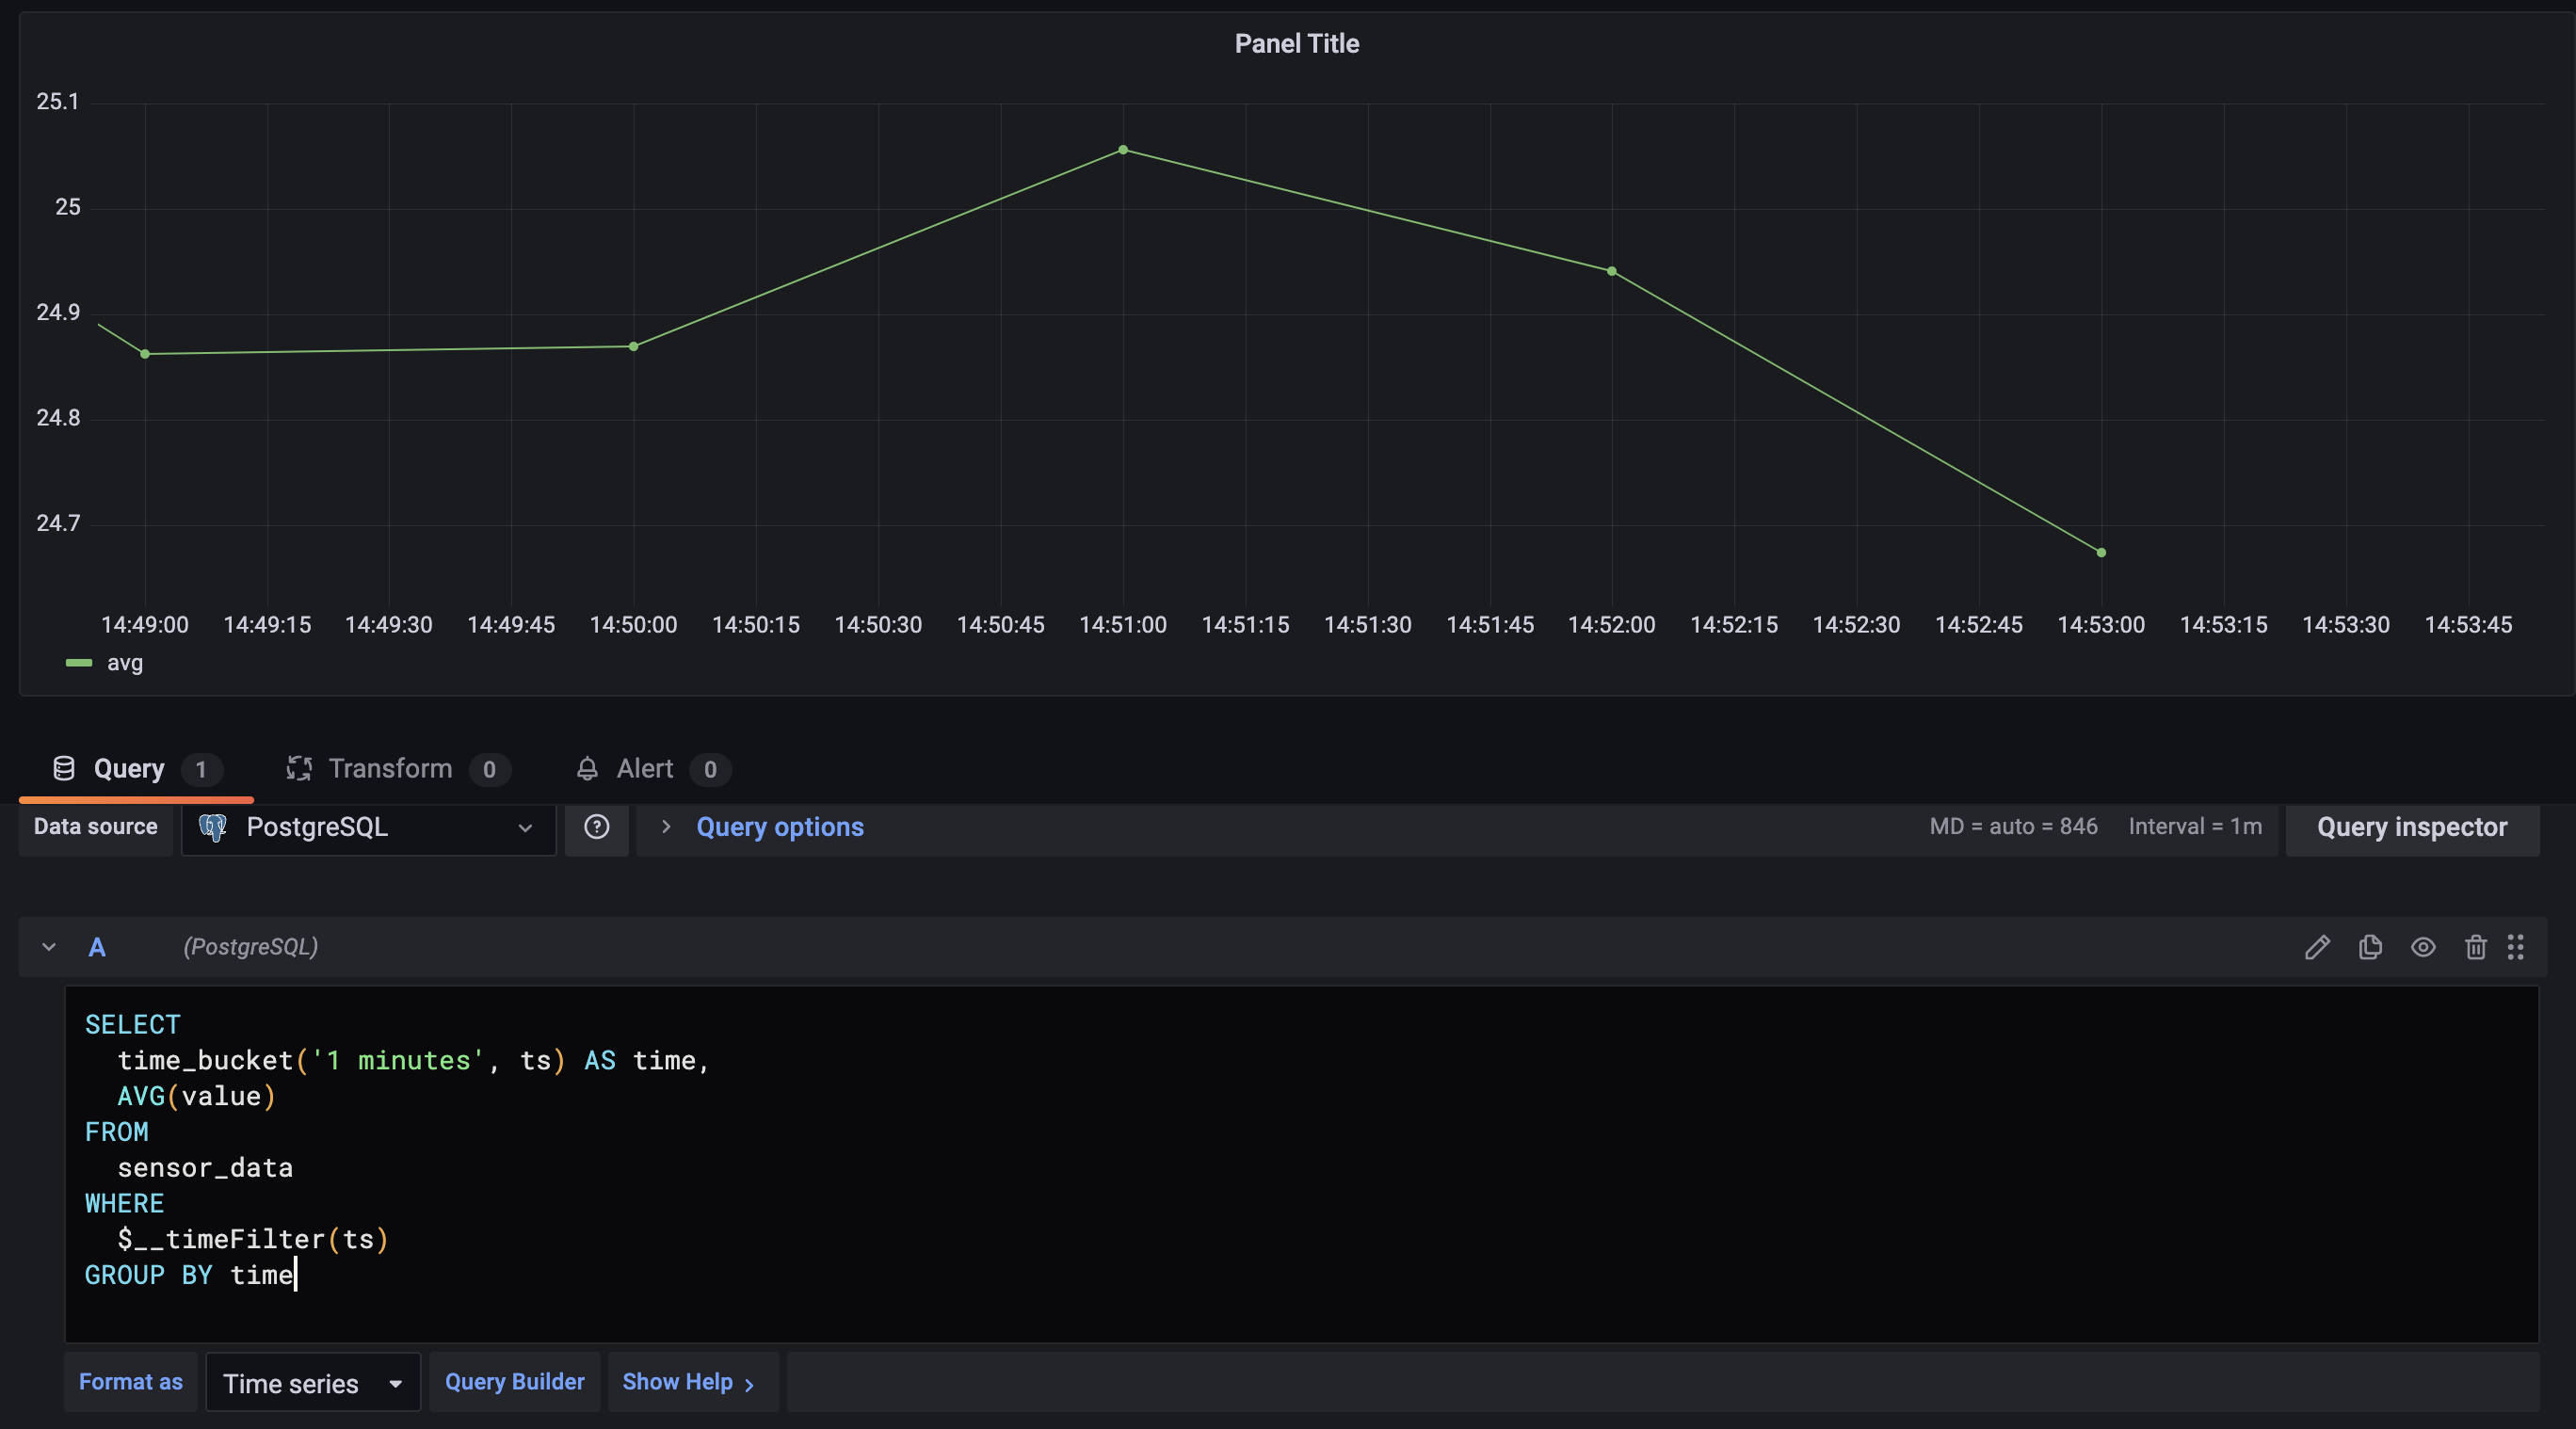 Panel Title
25.1
25
24.9
24.8
24.7
14:49:00 14:49:15 14:49:30 14:49:45 14:50:00 14:50:15 14:50:30 14:50:45 14:51:00 14:51:15 14:51:30 14:51:45 14:52:00 14:52:15 14:52:30 14:52:45 14:53:00 14:53:15 14:53:30 14:53:45
avg
Query 1 Transform 0 Alert 0
Data source PostgreSQL Query options MD = auto = 846 Interval = 1m Query inspector
A (PostgreSQL)
SELECT
time_bucket('1 minutes', ts) AS time,
AVG(value)
FROM
sensor_data
WHERE
$__timeFilter(ts)
GROUP BY time
Format as Time series Query Builder Show Help >